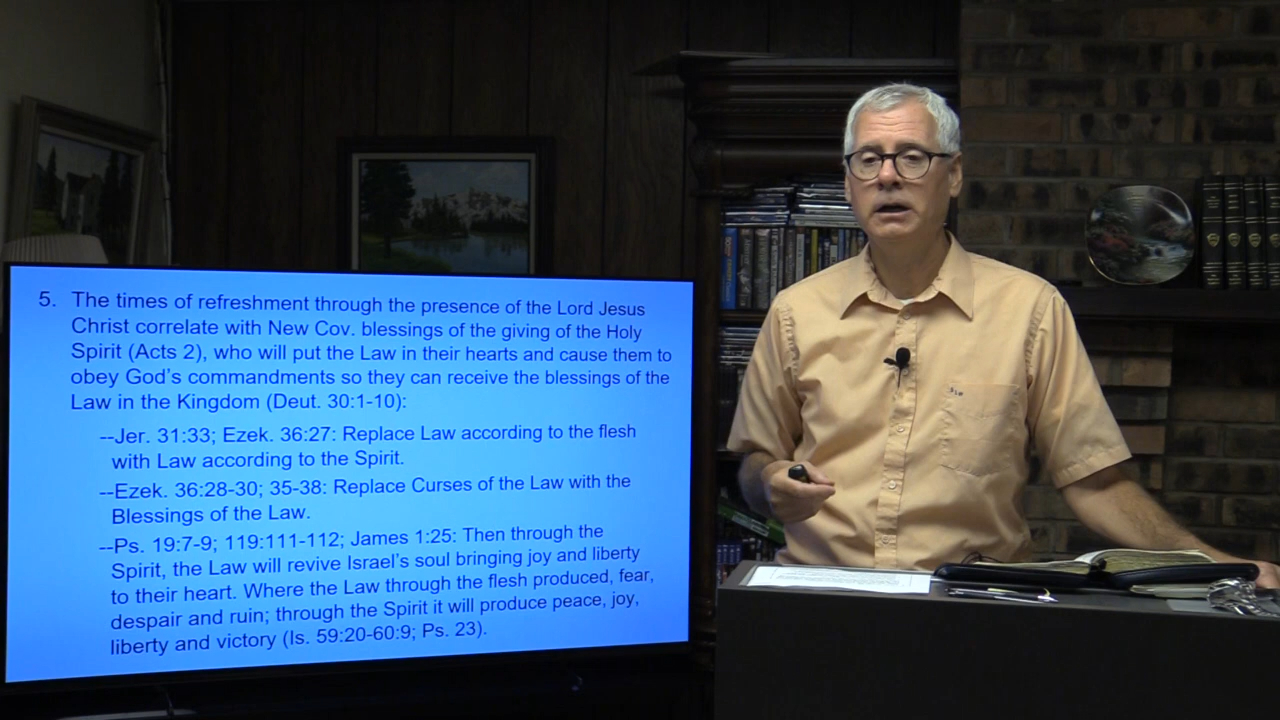 5. The times of refreshment through the presence of the Lord Jesus
Christ correlate with New Cov. blessings of the giving of the Holy
Spirit (Acts 2), who will put the Law in their hearts and cause them to
obey God's commandments so they can receive the blessings of the
Law in the Kingdom (Deut. 30:1-10):
--Jer. 31:33; Ezek. 36:27: Replace Law according to the flesh
with Law according to the Spirit.
--Ezek. 36:28-30; 35-38: Replace Curses of the Law with the
Blessings of the Law.
--Ps. 19:7-9; 119:111-112; James 1:25: Then through the
Spirit, the Law will revive Israel's soul bringing joy and liberty
to their heart. Where the Law through the flesh produced, fear,
despair and ruin; through the Spirit it will produce peace, joy,
liberty and victory (Is. 59:20-60:9; Ps. 23).